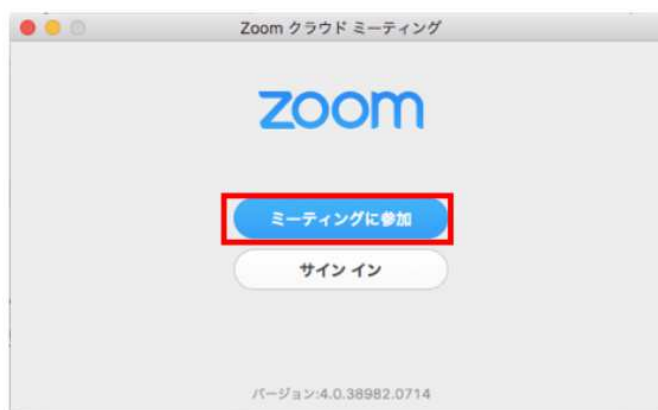 Zoom クラウド ミーティング
zoom
ミーティングに参加
サイン イン
バージョン:4.0.38982.0714